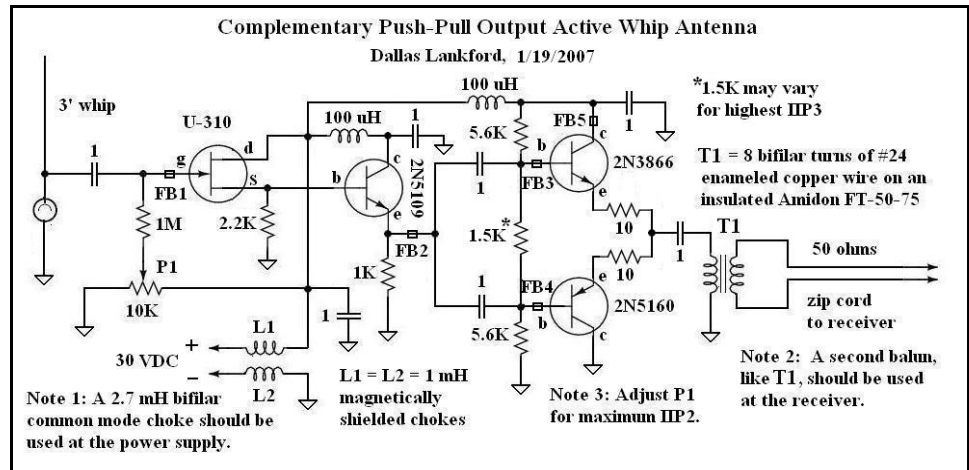 Complementary Push-Pull Output Active Whip Antenna
Dallas Lankford, 1/19/2007
3' whip
1
U-310
g
d
s
FB1
1M
P1
10K
2.2K
100 uH
1
2N5109
b
c
e
FB2
1K
1
100 uH
5.6K
FB5
1
1
FB3
b
c
e
2N3866
10
1.5K
*
10
1
FB4
b
e
c
2N5160
5.6K
1
*1.5K may vary
for highest IIP3
T1 = 8 bifilar turns of #24
enameled copper wire on an
insulated Amidon FT-50-75
T1
50 ohms
zip cord
to receiver
+
30 VDC
–
L1
L2
L1 = L2 = 1 mH
magnetically
shielded chokes
Note 1: A 2.7 mH bifilar
common mode choke should be
used at the power supply.
Note 3: Adjust P1
for maximum IIP2.
Note 2: A second balun,
like T1, should be used
at the receiver.